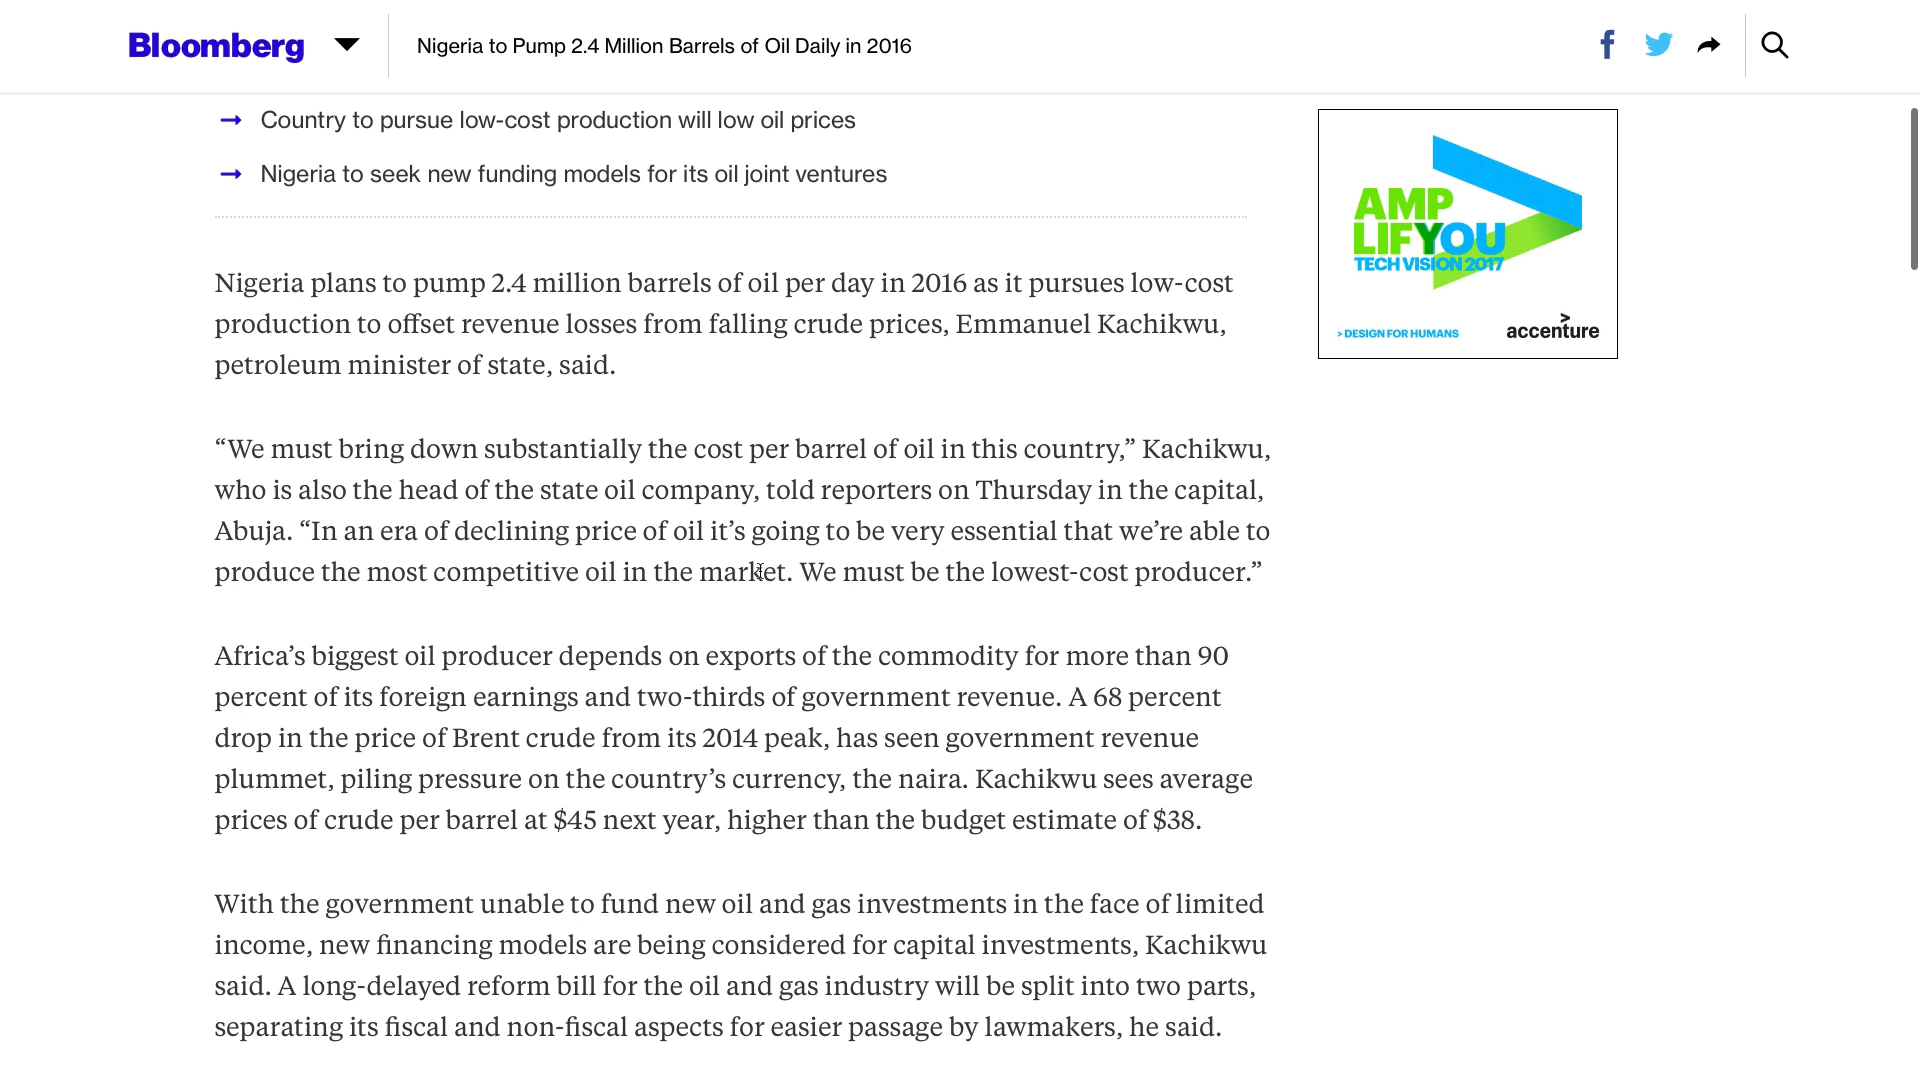 Bloomberg
Nigeria to Pump 2.4 Million Barrels of Oil Daily in 2016
Country to pursue low-cost production will low oil prices
Nigeria to seek new funding models for its oil joint ventures
AMP
LIFYOU
TECH VISION 2017
> DESIGN FOR HUMANS
accenture
Nigeria plans to pump 2.4 million barrels of oil per day in 2016 as it pursues low-cost
production to offset revenue losses from falling crude prices, Emmanuel Kachikwu,
petroleum minister of state, said.
“We must bring down substantially the cost per barrel of oil in this country,” Kachikwu,
who is also the head of the state oil company, told reporters on Thursday in the capital,
Abuja. “In an era of declining price of oil it’s going to be very essential that we’re able to
produce the most competitive oil in the market. We must be the lowest-cost producer.”
Africa’s biggest oil producer depends on exports of the commodity for more than 90
percent of its foreign earnings and two-thirds of government revenue. A 68 percent
drop in the price of Brent crude from its 2014 peak, has seen government revenue
plummet, piling pressure on the country’s currency, the naira. Kachikwu sees average
prices of crude per barrel at $45 next year, higher than the budget estimate of $38.
With the government unable to fund new oil and gas investments in the face of limited
income, new financing models are being considered for capital investments, Kachikwu
said. A long-delayed reform bill for the oil and gas industry will be split into two parts,
separating its fiscal and non-fiscal aspects for easier passage by lawmakers, he said.